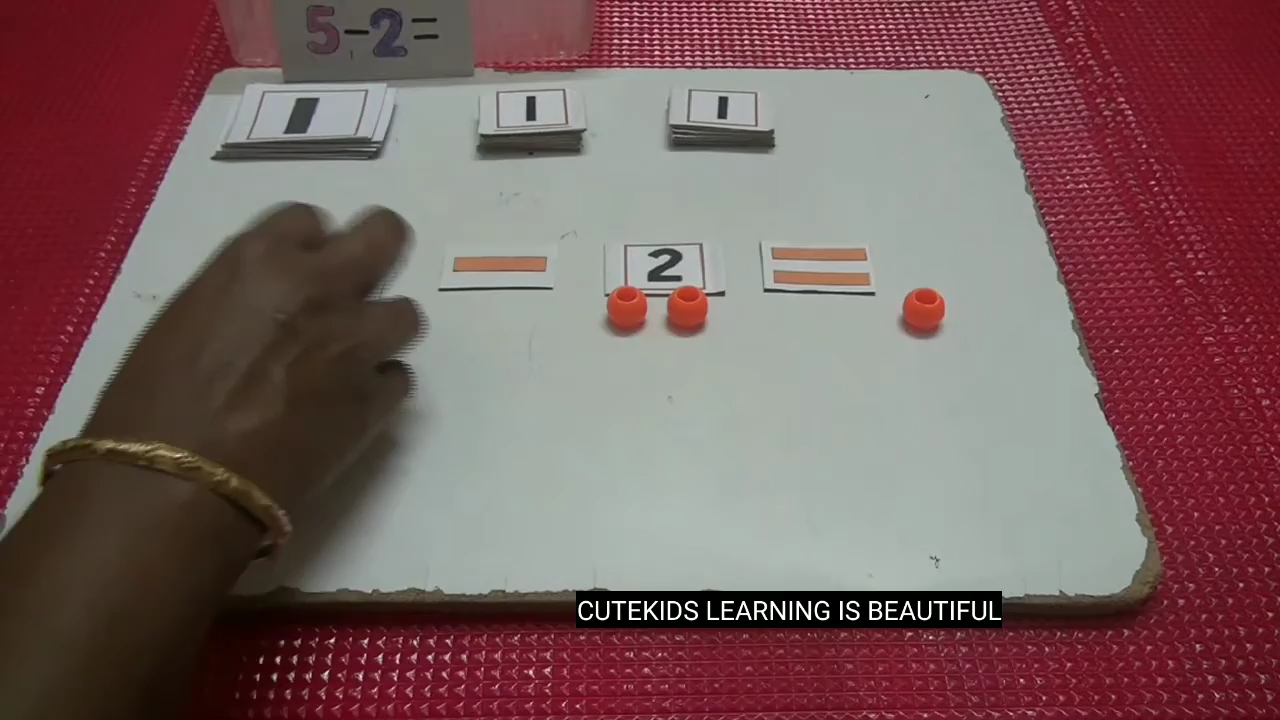 5-2=
1 1 1
- 2 =
CUTEKIDS LEARNING IS BEAUTIFUL